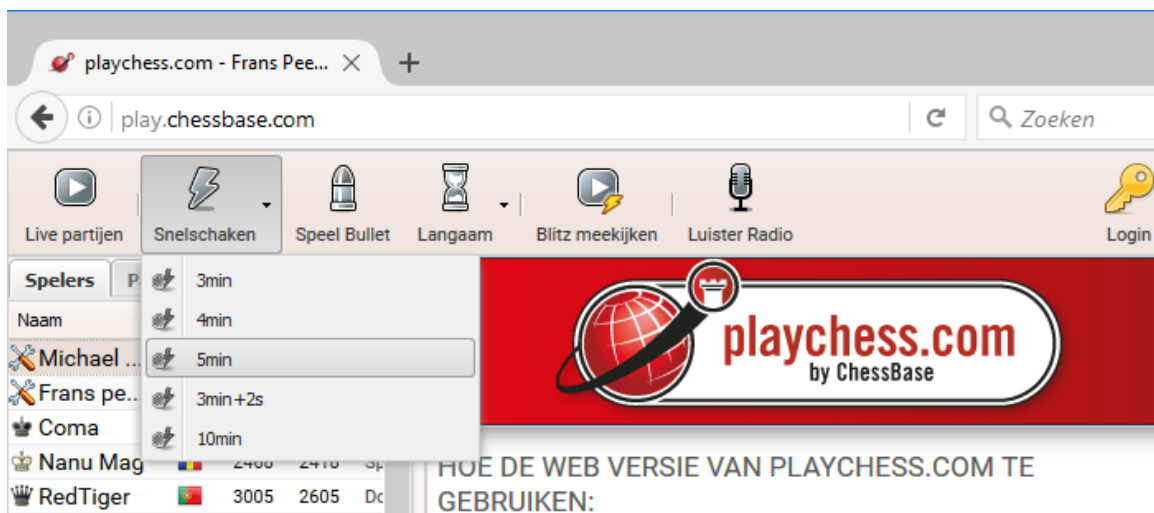 playchess.com - Frans Pee...
play.chessbase.com
Zoeken
Live partijen
Snelschaken
Speel Bullet
Langaam
Blitz meekijken
Luister Radio
Login
Spelers
3min
Naam
4min
Michael ...
5min
Frans pe...
3min+2s
Coma
10min
Nanu Mag
RedTiger 3005 2605
playchess.com
by ChessBase
HOE DE WEB VERSIE VAN PLAYCHESS.COM TE
GEBRUIKEN: